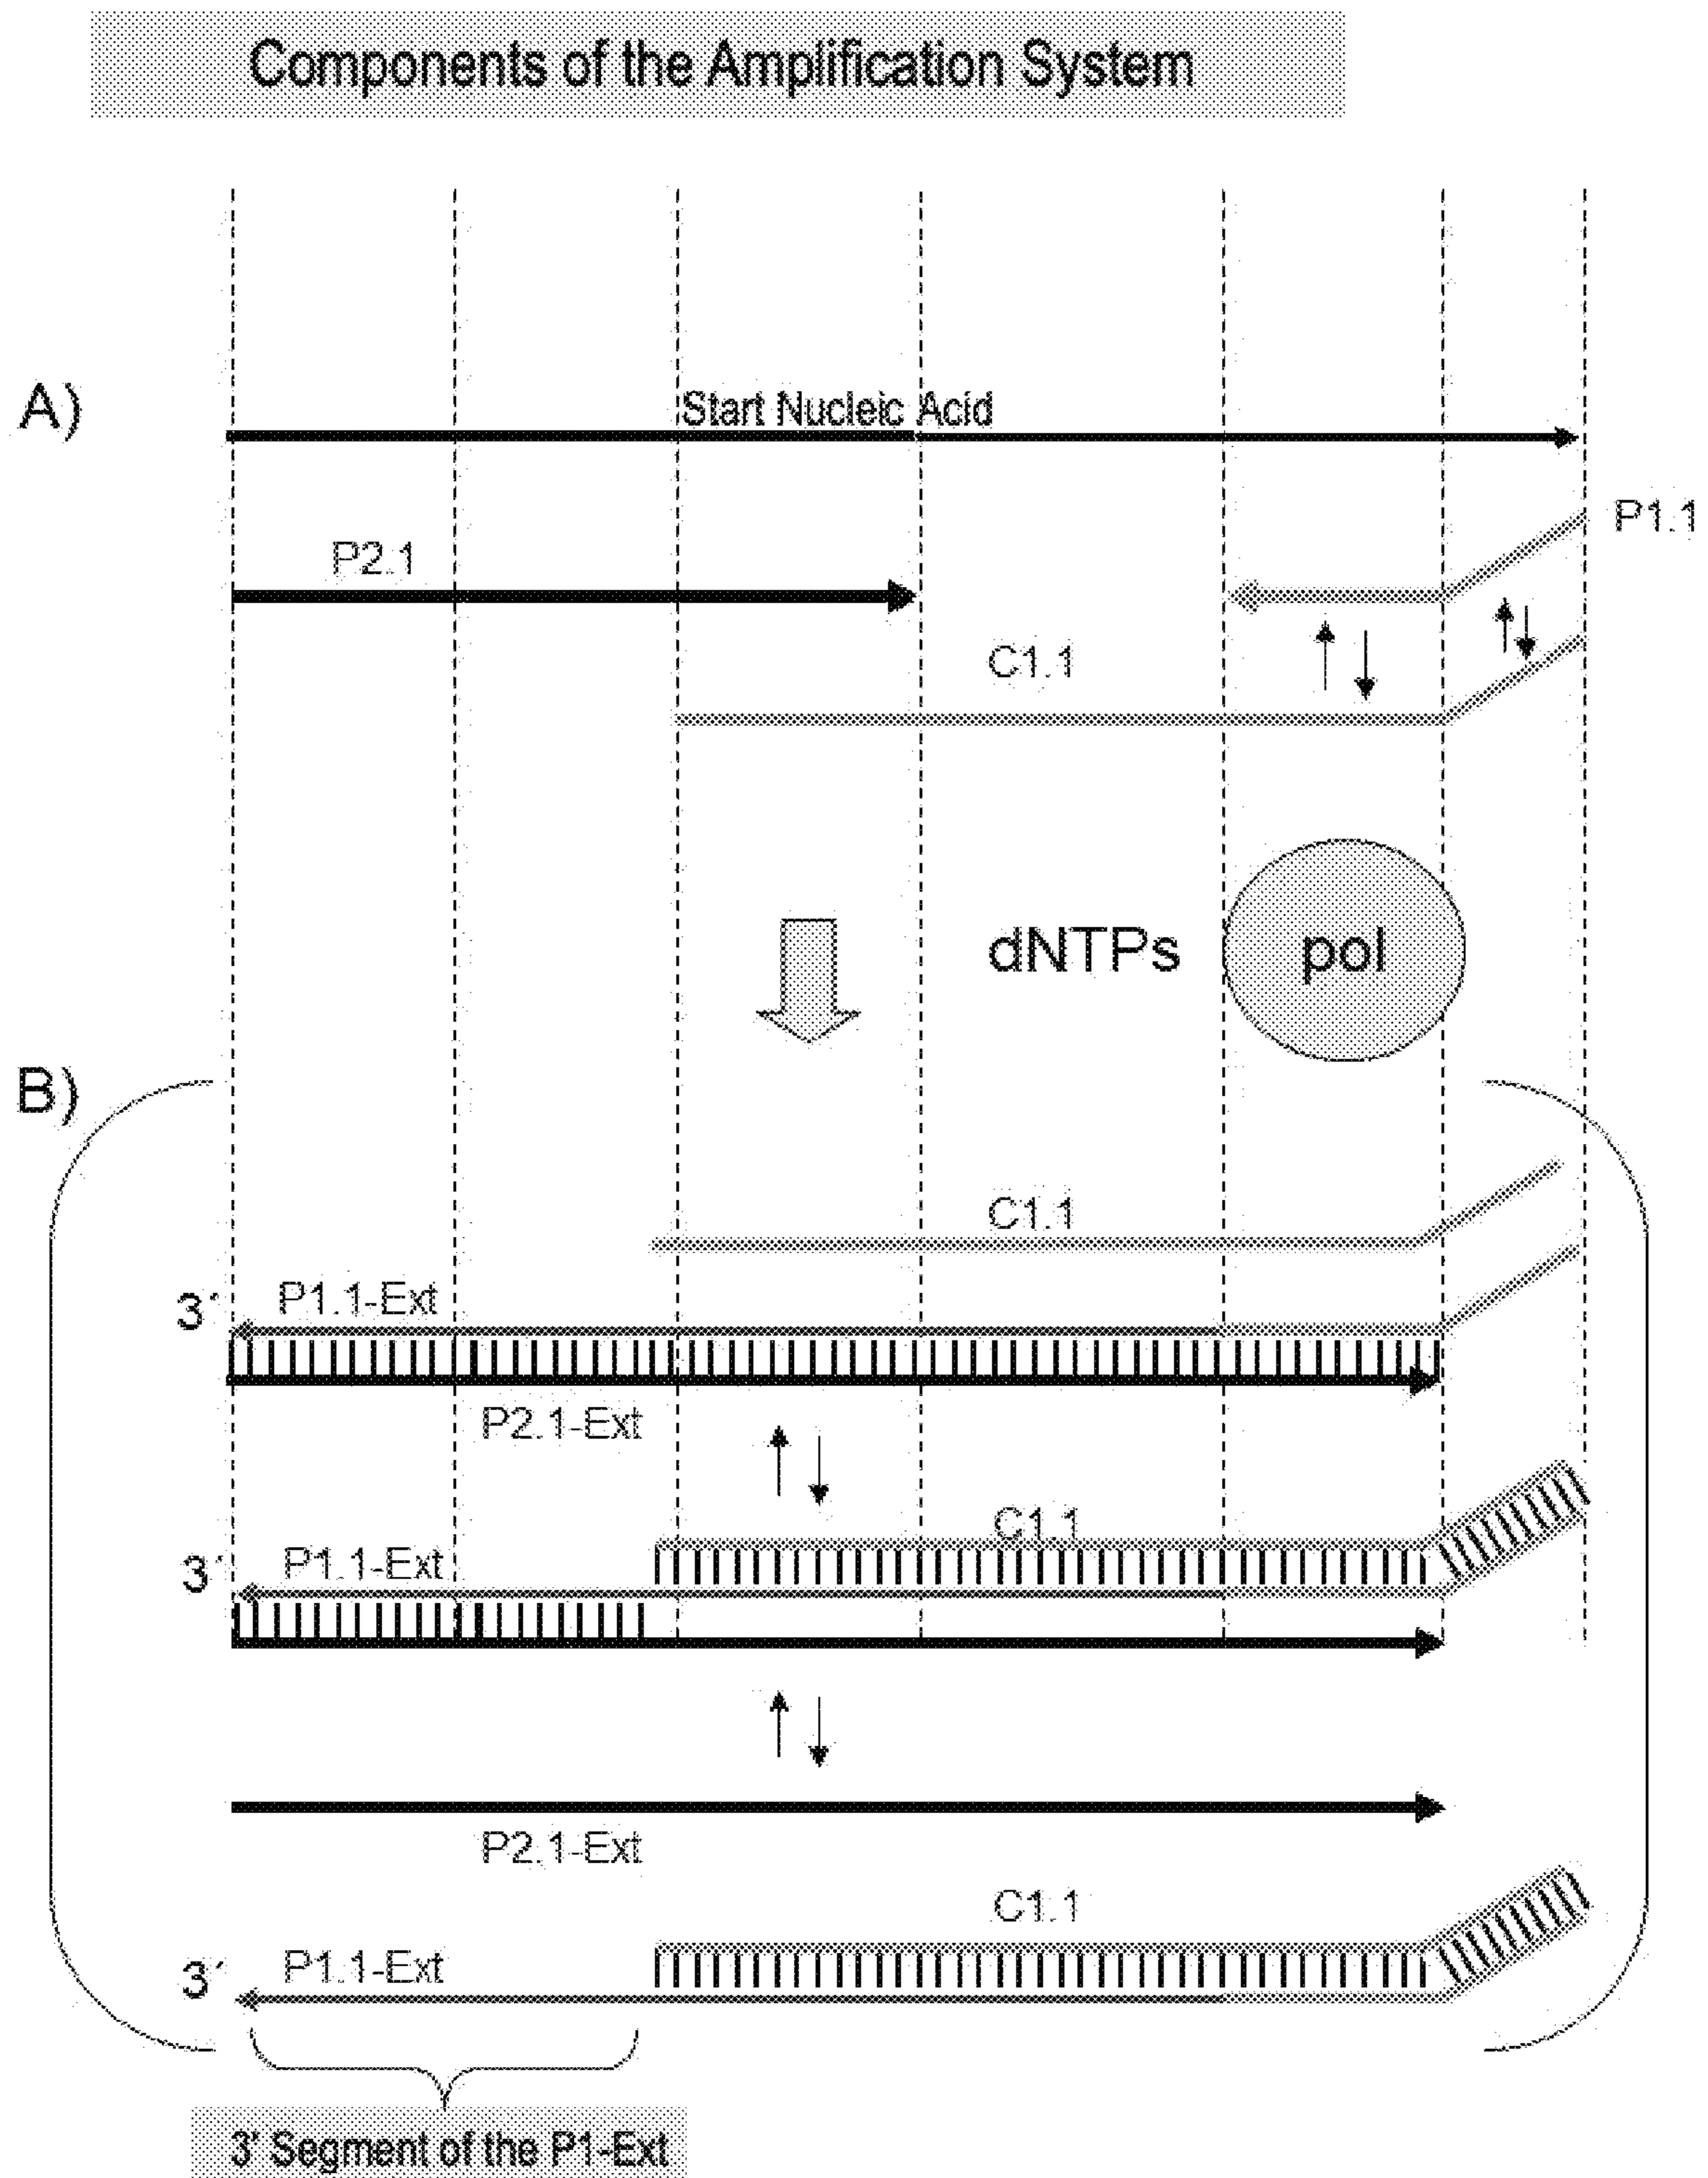 Components of the Amplification System
A)
Start Nucleic Acid
P1.1
P2.1
C1.1
dNTPs
pol
B)
C1.1
P1.1-Ext
3´
P2.1-Ext
C1.1
P1.1-Ext
3´
P2.1-Ext
C1.1
P1.1-Ext
3´
3' Segment of the P1-Ext